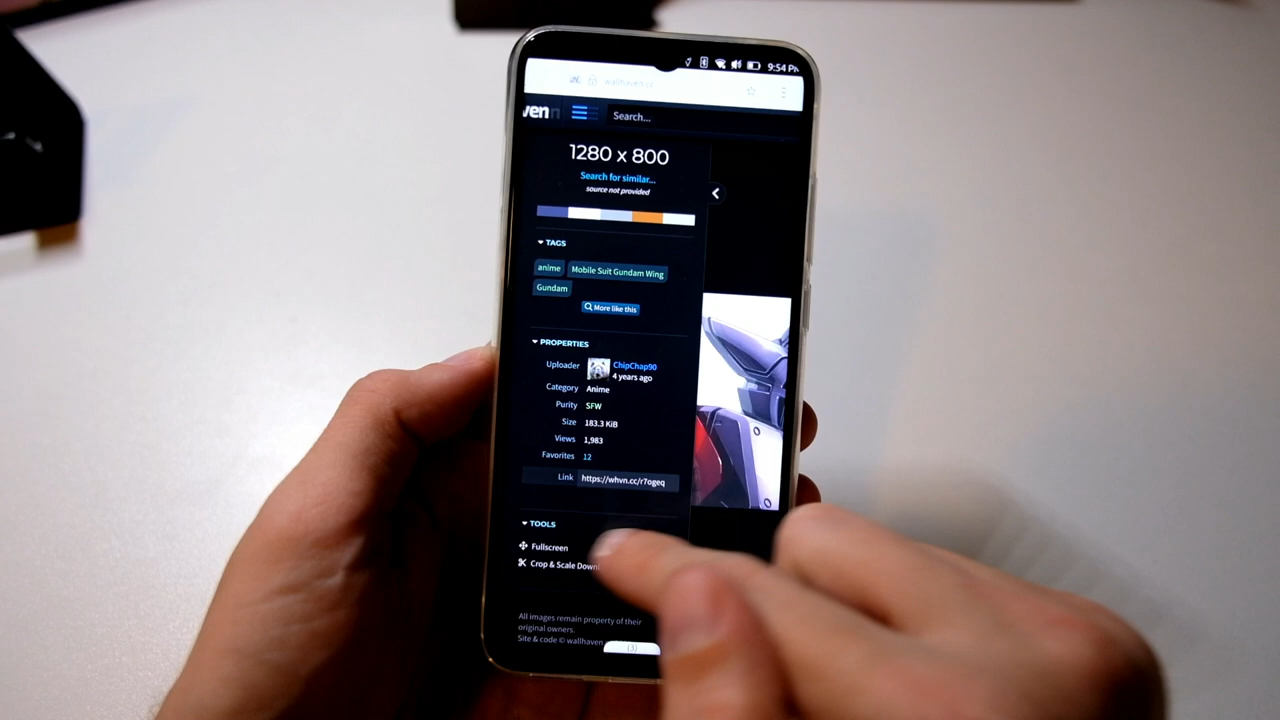 9:54 PM
wallhaven.cc
ven
Search...
1280 x 800
Search for similar...
source not provided
TAGS
anime Mobile Suit Gundam Wing
Gundam
More like this
PROPERTIES
Uploader ChipChap90
4 years ago
Category Anime
Purity SFW
Size 183.3 KiB
Views 1,983
Favorites 12
Link https://whvn.cc/r7ogeq
TOOLS
Fullscreen
Crop & Scale Down
All images remain property of their
original owners.
Site & code © wallhaven
(3)